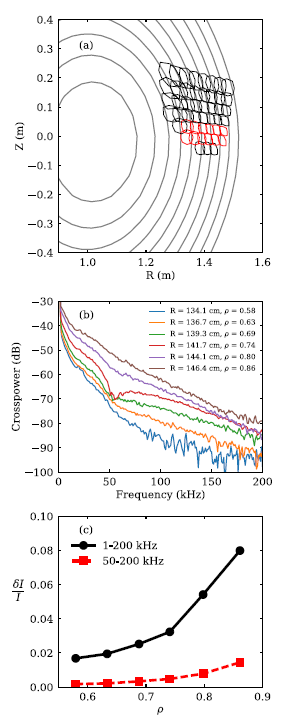 0.4
0.3
0.2
0.1
0.0
−0.1
−0.2
−0.3
−0.4
Z (m)
(a)
1.0 1.2 1.4 1.6
R (m)
−30
−40
−50
−60
−70
−80
−90
−100
Crosspower (dB)
(b)
R = 134.1 cm, ρ = 0.58
R = 136.7 cm, ρ = 0.63
R = 139.3 cm, ρ = 0.69
R = 141.7 cm, ρ = 0.74
R = 144.1 cm, ρ = 0.80
R = 146.4 cm, ρ = 0.86
0 50 100 150 200
Frequency (kHz)
0.10
0.08
0.06
0.04
0.02
0.00
δI
I
(c)
1-200 kHz
50-200 kHz
0.6 0.7 0.8 0.9
ρ